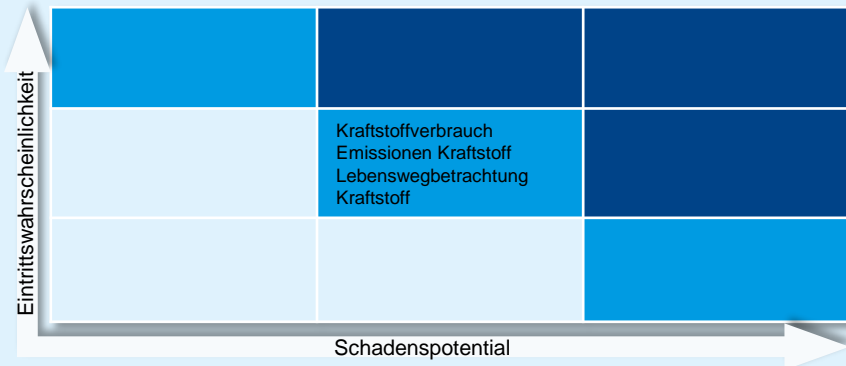 Eintrittswahrscheinlichkeit
Kraftstoffverbrauch
Emissionen Kraftstoff
Lebenswegbetrachtung
Kraftstoff
Schadenspotential